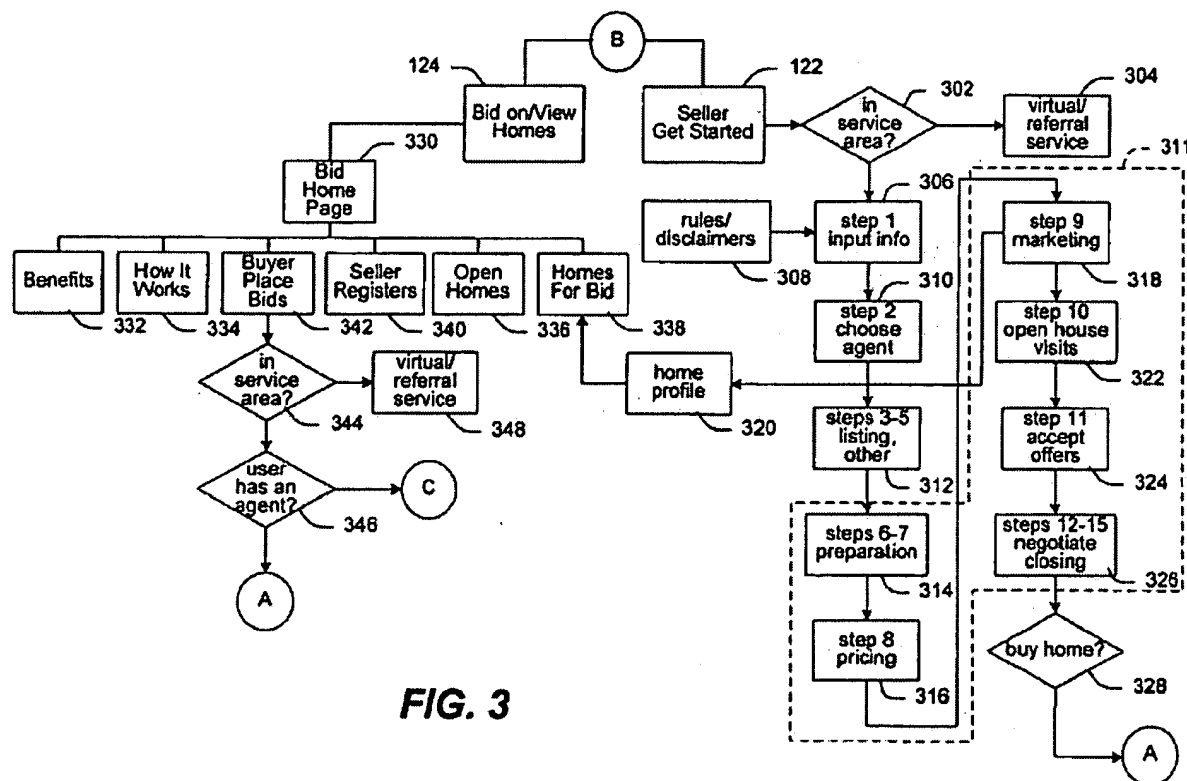 B
124
122
304
Bid on/View
Homes
Seller
Get Started
in
service
area?
302
virtual/
referral
service
330
311
Bid
Home
Page
306
rules/
disclaimers
step 1
input info
step 9
marketing
Benefits
How It
Works
Buyer
Place
Bids
Seller
Registers
Open
Homes
Homes
For Bid
308
310
318
332
334
342
340
336
338
step 2
choose
agent
step 10
open house
visits
in
service
area?
virtual/
referral
service
home
profile
322
344
348
320
steps 3-5
listing,
other
step 11
accept
offers
user
has an
agent?
C
312
324
346
steps 6-7
preparation
steps 12-15
negotiate
closing
A
314
326
step 8
pricing
buy home?
316
328
FIG. 3
A